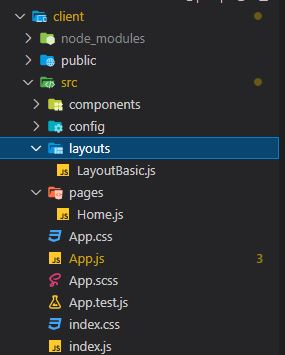 client
node_modules
public
src
components
config
layouts
JS LayoutBasic.js
pages
JS Home.js
App.css
JS App.js 3
App.scss
App.test.js
index.css
JS index.js